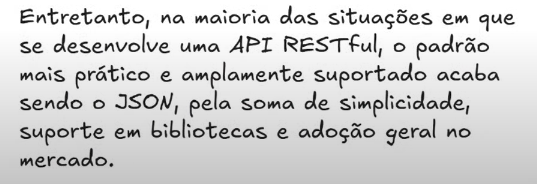 Entretanto, na maioria das situações em que
se desenvolve uma API RESTful, o padrão
mais prático e amplamente suportado acaba
sendo o JSON, pela soma de simplicidade,
suporte em bibliotecas e adoção geral no
mercado.